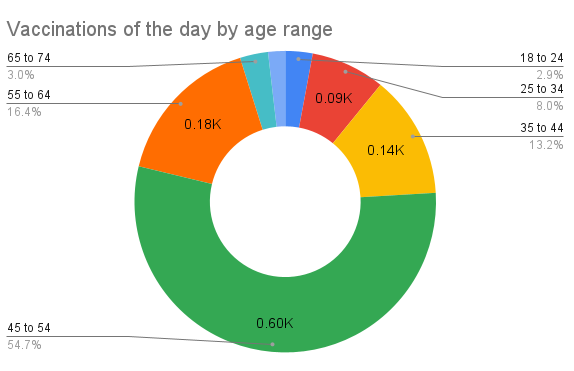 Vaccinations of the day by age range
65 to 74
3.0%
55 to 64
16.4%
45 to 54
54.7%
18 to 24
2.9%
25 to 34
8.0%
35 to 44
13.2%
0.09K
0.14K
0.18K
0.60K